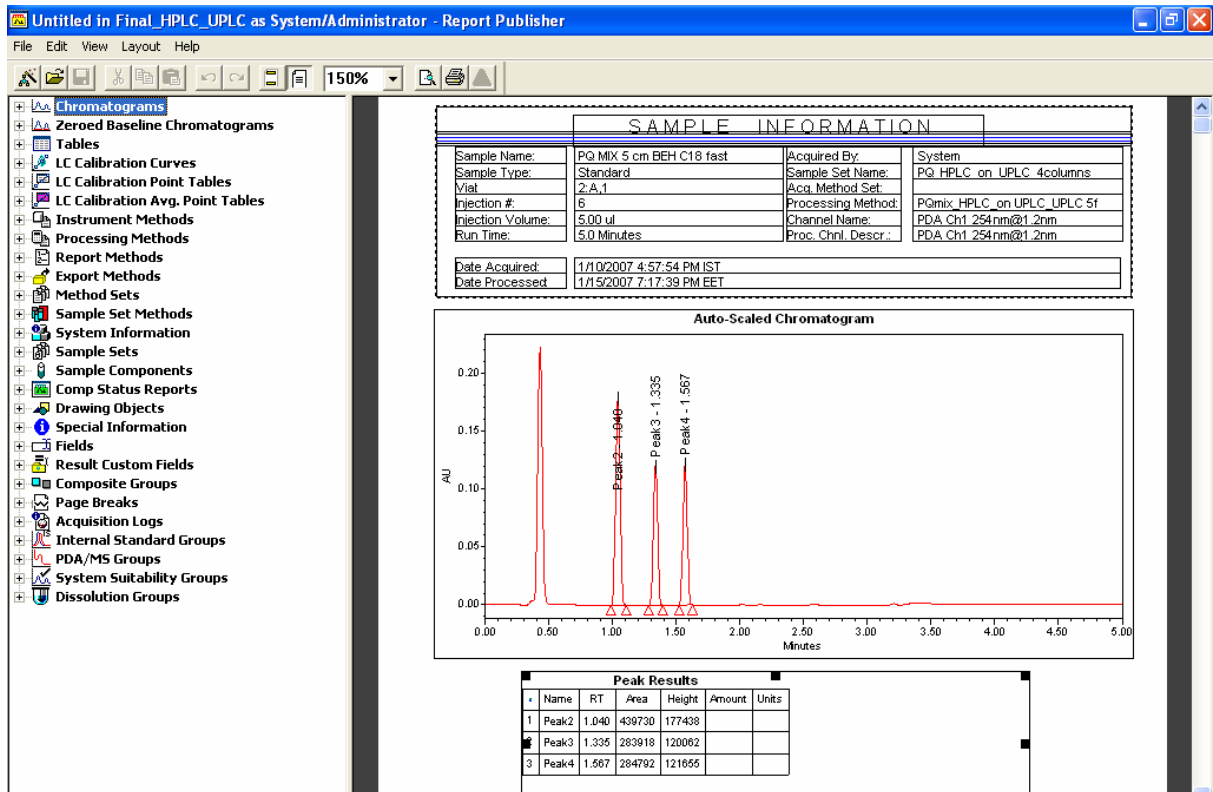 Untitled in Final_HPLC_UPLC as System/Administrator - Report Publisher
File Edit View Layout Help
150%
Chromatograms
Zeroed Baseline Chromatograms
Tables
LC Calibration Curves
LC Calibration Point Tables
LC Calibration Avg. Point Tables
Instrument Methods
Processing Methods
Report Methods
Export Methods
Method Sets
Sample Set Methods
System Information
Sample Sets
Sample Components
Comp Status Reports
Drawing Objects
Special Information
Fields
Result Custom Fields
Composite Groups
Page Breaks
Acquisition Logs
Internal Standard Groups
PDA/MS Groups
System Suitability Groups
Dissolution Groups
SAMPLE INFORMATION
Sample Name: PQ MIX 5 cm BEH C18 fast Acquired By: System
Sample Type: Standard Sample Set Name: PQ HPLC on UPLC 4columns
Vial: 2:A,1 Acq. Method Set:
Injection #: 6 Processing Method: PQmix_HPLC_on UPLC_UPLC 5f
Injection Volume: 5.00 ul Channel Name: PDA Ch1 254nm@1.2nm
Run Time: 5.0 Minutes Proc. Chnl. Descr.: PDA Ch1 254nm@1.2nm
Date Acquired: 1/10/2007 4:57:54 PM IST
Date Processed: 1/15/2007 7:17:39 PM EET
Auto-Scaled Chromatogram
AU
0.20
0.15
0.10
0.05
0.00
Peak2 - 1.040
Peak3 - 1.335
Peak4 - 1.567
0.00 0.50 1.00 1.50 2.00 2.50 3.00 3.50 4.00 4.50 5.00
Minutes
Peak Results
Name RT Area Height Amount Units
1 Peak2 1.040 439730 177438
2 Peak3 1.335 283918 120062
3 Peak4 1.567 284792 121655